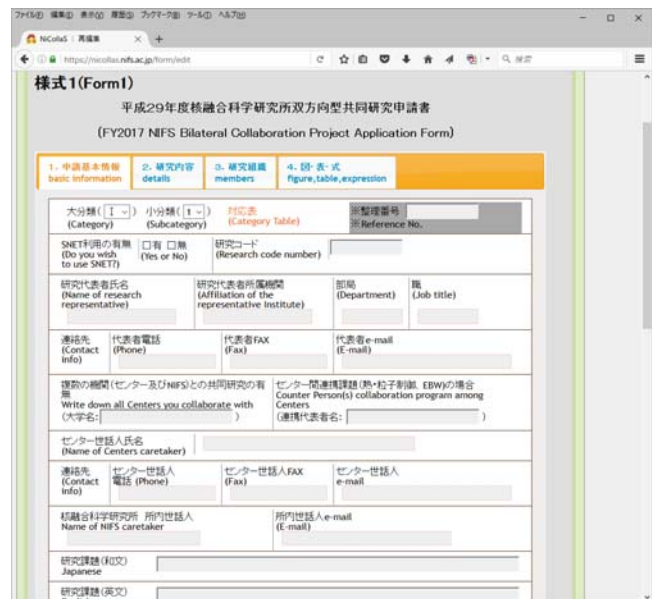 ファイル(F) 編集(E) 表示(V) 履歴(S) ブックマーク(B) ツール(T) ヘルプ(H)
NiCollaS | 再編集
https://nicollas.nifs.ac.jp/form/edit
検索
様式1(Form1)
平成29年度核融合科学研究所双方向型共同研究申請書
(FY2017 NIFS Bilateral Collaboration Project Application Form)
1. 申請基本情報 2. 研究内容 3. 研究組織 4. 図・表・式
basic information details members figure,table,expression
大分類( I ) 小分類( 1 ) 対応表 ※整理番号
(Category) (Subcategory) (Category Table) ※Reference No.
SNET利用の有無 □有 □無 研究コード
(Do you wish to use SNET?) (Yes or No) (Research code number)
研究代表者氏名 研究代表者所属機関 部局 職
(Name of research representative) (Affiliation of the representative Institute) (Department) (Job title)
連絡先 代表者電話 代表者FAX 代表者e-mail
(Contact info) (Phone) (Fax) (E-mail)
複数の機関(センター及びNIFS)との共同研究の有無
Write down all Centers you collaborate with
(大学名: )
センター間連携課題(熱・粒子制御, EBW)の場合
Counter Person(s) collaboration program among Centers
(連携代表者名: )
センター世話人氏名
(Name of Centers caretaker)
連絡先 センター世話人 センター世話人FAX センター世話人
(Contact info) 電話 (Phone) (Fax) e-mail
核融合科学研究所 所内世話人 所内世話人e-mail
Name of NIFS caretaker (E-mail)
研究課題(和文)
Japanese
研究課題(英文)